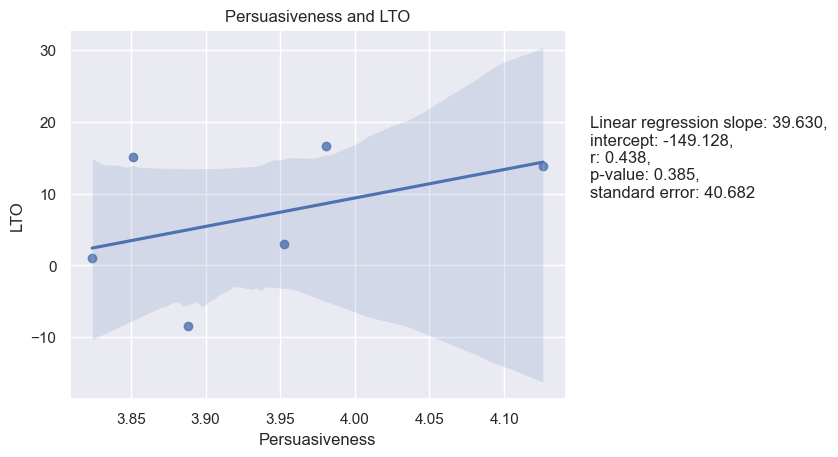 Persuasiveness and LTO
30
20
10
0
−10
LTO
3.85
3.90
3.95
4.00
4.05
4.10
Persuasiveness
Linear regression slope: 39.630,
intercept: -149.128,
r: 0.438,
p-value: 0.385,
standard error: 40.682